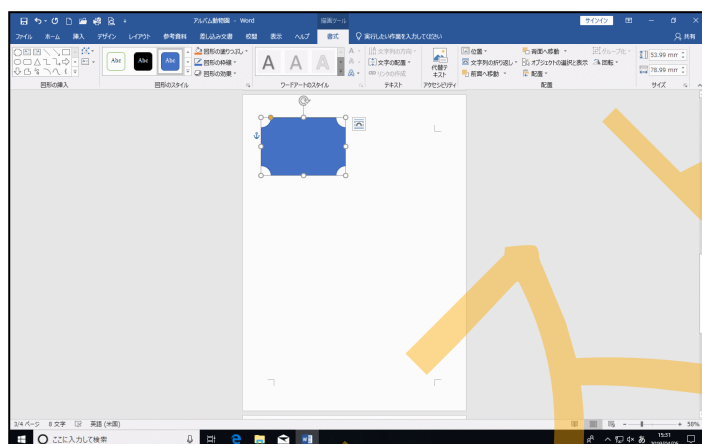 アルバム動物園 - Word
描画ツール
サインイン
ファイル ホーム 挿入 デザイン レイアウト 参考資料 差し込み文書 校閲 表示 ヘルプ 書式 実行したい作業を入力してください 共有
Abc Abc Abc
図形の塗りつぶし
図形の枠線
図形の効果
A A A
文字列の方向
文字の配置
リンクの作成
代替テキスト
位置
文字列の折り返し
前面へ移動
背面へ移動
オブジェクトの選択と表示
配置
グループ化
回転
53.99 mm
78.99 mm
図形の挿入 図形のスタイル ワードアートのスタイル テキスト アクセシビリティ 配置 サイズ
3/4 ページ 8 文字 英語 (米国) 58%
ここに入力して検索
あ
15:31